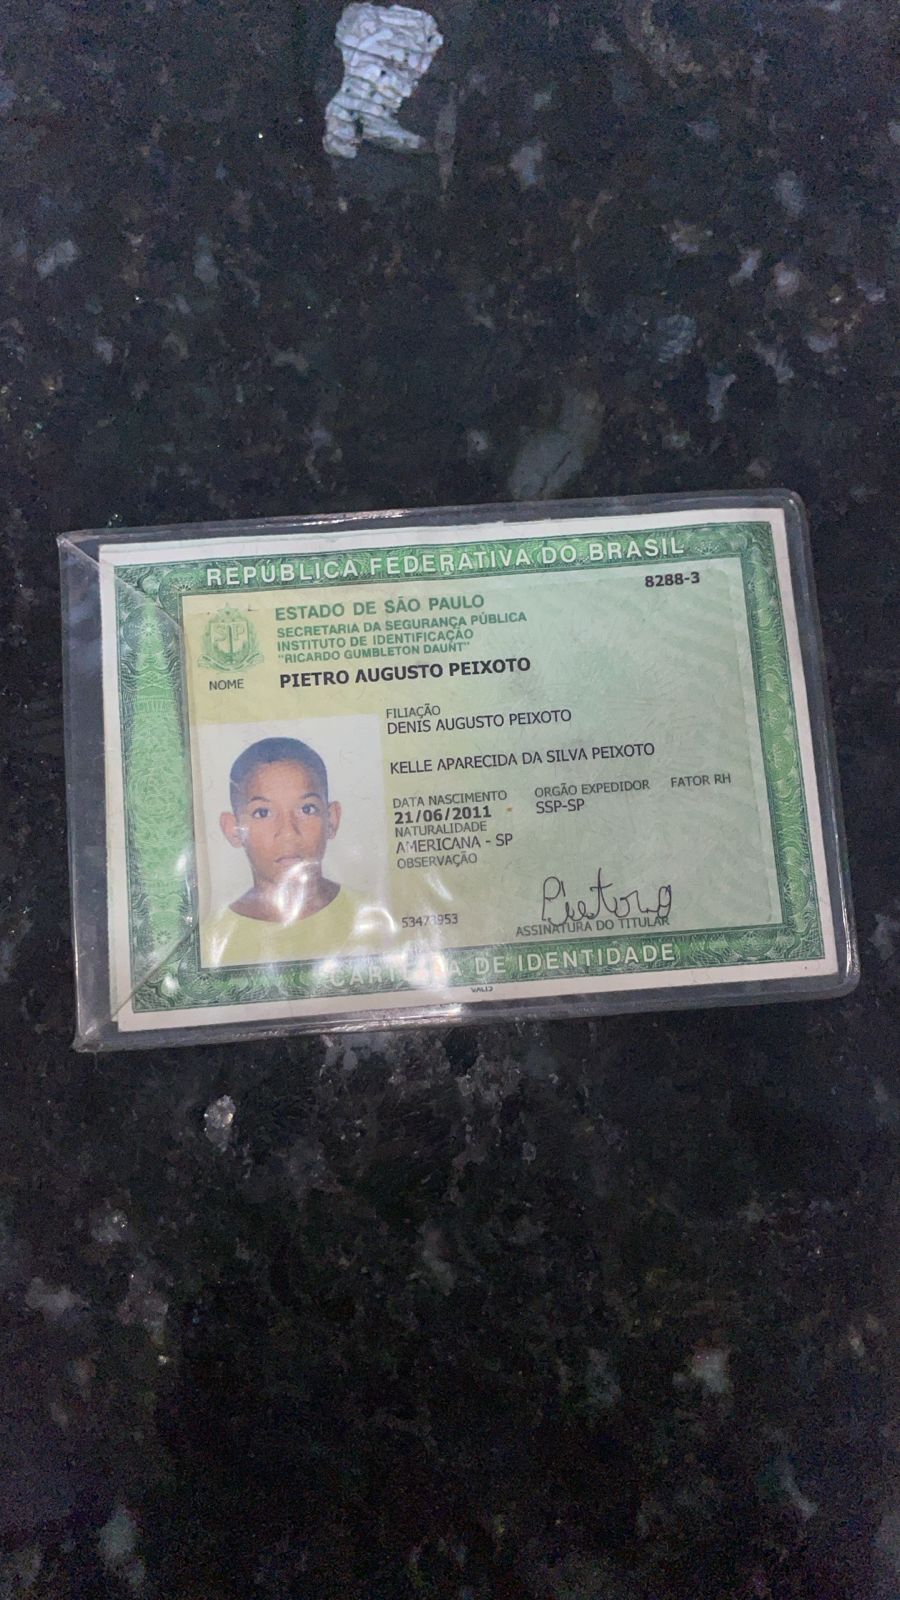 REPÚBLICA FEDERATIVA DO BRASIL
8288-3
ESTADO DE SÃO PAULO
SECRETARIA DA SEGURANÇA PÚBLICA
INSTITUTO DE IDENTIFICAÇÃO
"RICARDO GUMBLETON DAUNT"
SP
NOME PIETRO AUGUSTO PEIXOTO
FILIAÇÃO
DENIS AUGUSTO PEIXOTO
KELLE APARECIDA DA SILVA PEIXOTO
DATA NASCIMENTO ORGÃO EXPEDIDOR FATOR RH
21/06/2011 SSP-SP
NATURALIDADE
AMERICANA - SP
OBSERVAÇÃO
Pietro
ASSINATURA DO TITULAR
DE IDENTIDADE